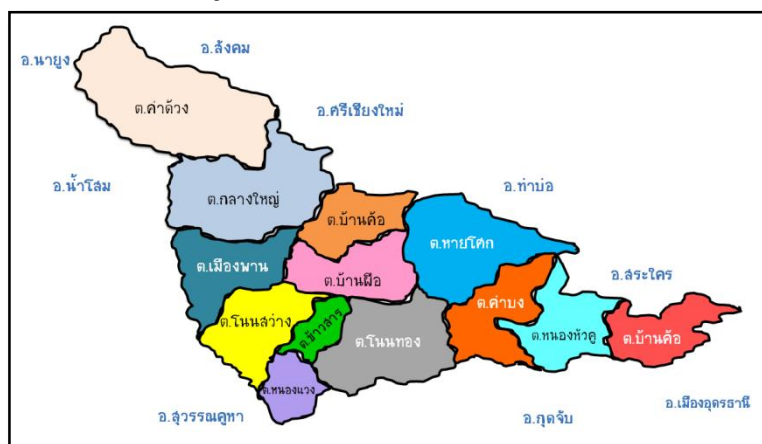 อ.สังคม
อ.นายูง
ต.คำด้วง
อ.ศรีเชียงใหม่
อ.น้ำโสม
ต.กลางใหญ่
อ.ท่าบ่อ
ต.บ้านค้อ
ต.หายโศก
ต.เมืองพาน
ต.บ้านผือ
อ.สระใคร
ต.คำบง
ต.โนนสว่าง
ต.ข้าวสาร
ต.โนนทอง
ต.หนองหัวคู
ต.บ้านค้อ
ต.หนองแวง
อ.สุวรรณคูหา
อ.กุดจับ
อ.เมืองอุดรธานี